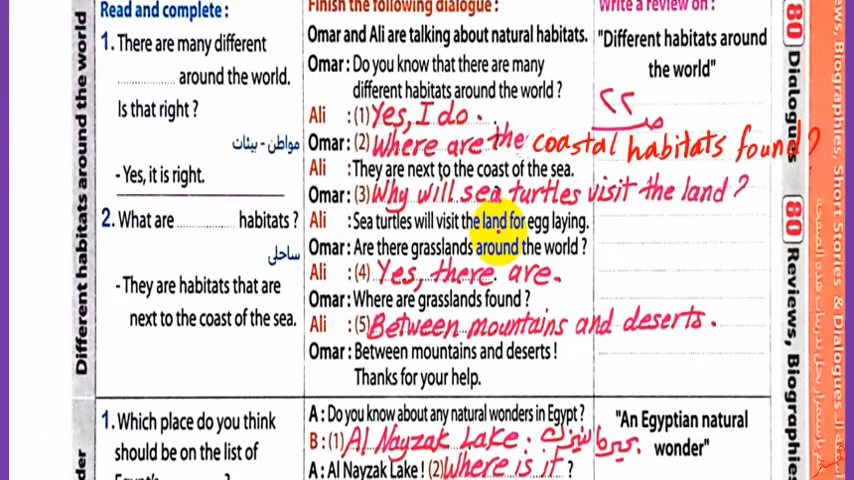 Read and complete :
1. There are many different
.............. around the world.
Is that right ?
مواطن - بيئات
- Yes, it is right.
2. What are .............. habitats ?
ساحلى
- They are habitats that are
next to the coast of the sea.
Different habitats around the world
Finish the following dialogue :
Omar and Ali are talking about natural habitats.
Omar : Do you know that there are many
different habitats around the world ?
Ali : (1) Yes, I do.
Omar : (2) Where are the coastal habitats found ?
Ali : They are next to the coast of the sea.
Omar : (3) Why will sea turtles visit the land ?
Ali : Sea turtles will visit the land for egg laying.
Omar : Are there grasslands around the world ?
Ali : (4) Yes, there are.
Omar : Where are grasslands found ?
Ali : (5) Between mountains and deserts.
Omar : Between mountains and deserts !
Thanks for your help.
Write a review on :
"Different habitats around
the world"
٢٢
ص
80 Dialogues
80 Reviews, Biographies
ews, Biographies, Short Stories & Dialogues
1. Which place do you think
should be on the list of
A : Do you know about any natural wonders in Egypt ?
B : (1) Al Nayzak Lake.
A : Al Nayzak Lake ! (2) Where is it ?
"An Egyptian natural
wonder"